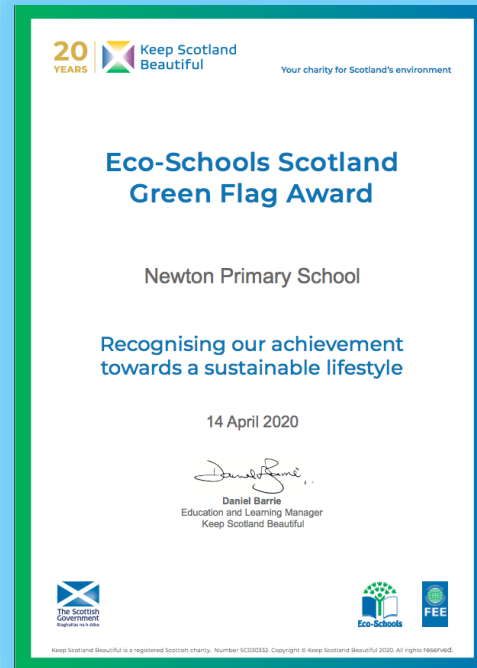 20
YEARS
Keep Scotland
Beautiful
Your charity for Scotland's environment
Eco-Schools Scotland
Green Flag Award
Newton Primary School
Recognising our achievement
towards a sustainable lifestyle
14 April 2020
Daniel Barrie
Education and Learning Manager
Keep Scotland Beautiful
The Scottish
Government
Riaghaltas na h-Alba
Eco-Schools
FEE
Keep Scotland Beautiful is a registered Scottish charity. Number SC030332. Copyright © Keep Scotland Beautiful 2020. All rights reserved.